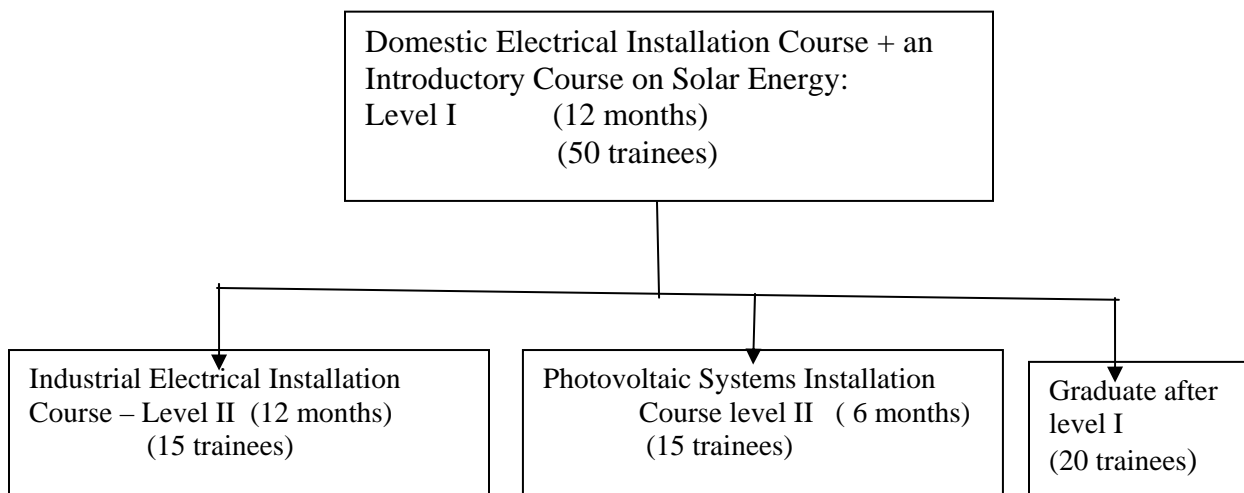 Domestic Electrical Installation Course + an
Introductory Course on Solar Energy:
Level I (12 months)
(50 trainees)
Industrial Electrical Installation
Course – Level II (12 months)
(15 trainees)
Photovoltaic Systems Installation
Course level II ( 6 months)
(15 trainees)
Graduate after
level I
(20 trainees)